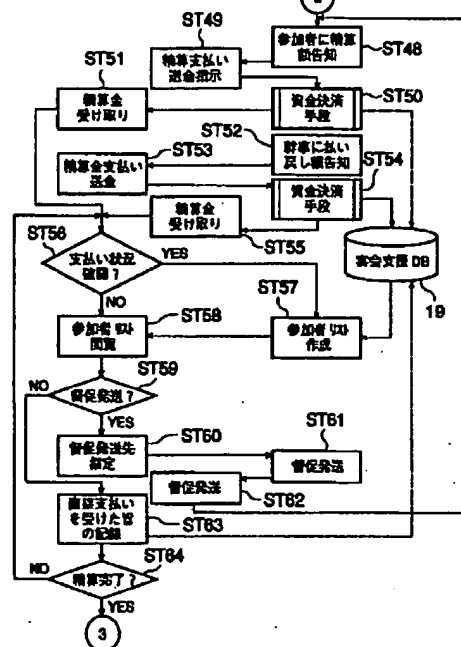 ST49
参加者に精算
額告知
ST48
ST51
精算支払い
送金指示
精算金
受け取り
資金決済
手段
ST50
ST52
ST53
幹事に払い
戻し額告知
ST54
精算金支払い
送金
資金決済
手段
精算金
受け取り
ST56
ST55
支払い状況
確認?
YES
宴会支援DB
19
NO
ST58
ST57
参加者リスト
閲覧
参加者リスト
作成
ST59
NO
督促発送?
YES
ST60
ST61
督促発送先
指定
督促発送
督促発送
ST62
直接支払い
を受けた旨
の記録
ST63
ST64
NO
精算完了?
YES
3